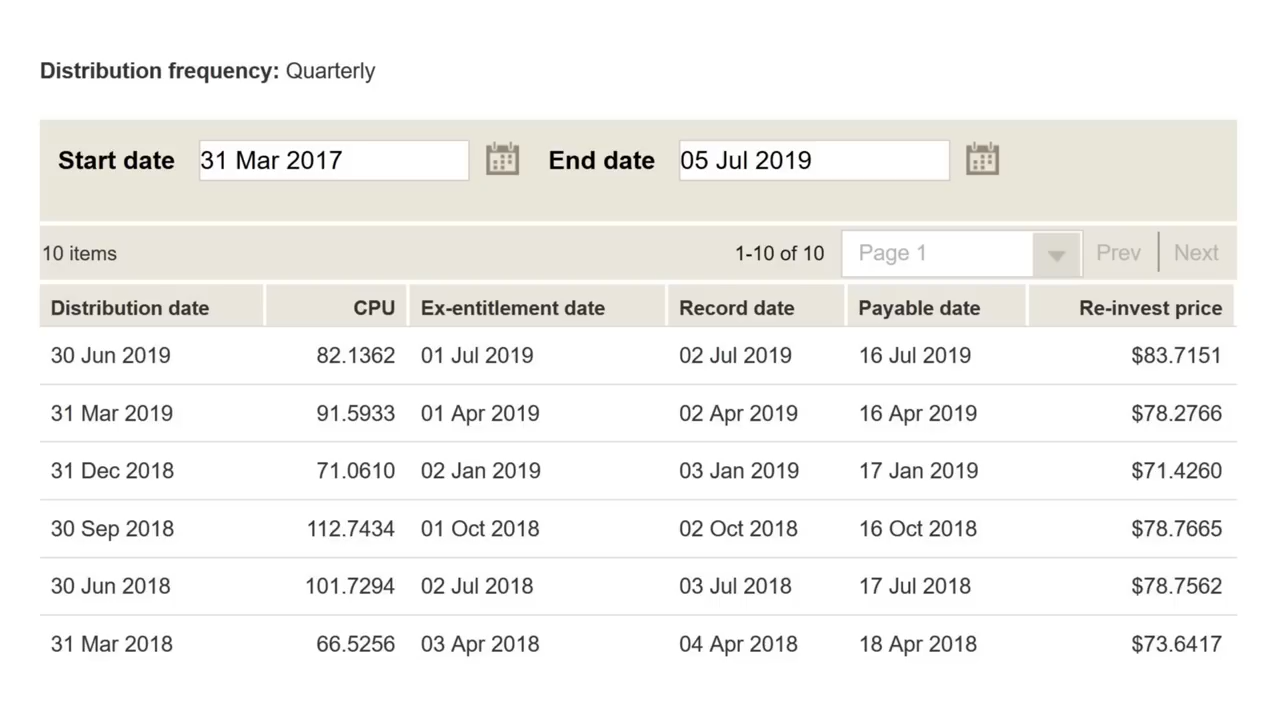 Distribution frequency: Quarterly
Start date 31 Mar 2017 End date 05 Jul 2019
10 items 1-10 of 10 Page 1 Prev Next
Distribution date CPU Ex-entitlement date Record date Payable date Re-invest price
30 Jun 2019 82.1362 01 Jul 2019 02 Jul 2019 16 Jul 2019 $83.7151
31 Mar 2019 91.5933 01 Apr 2019 02 Apr 2019 16 Apr 2019 $78.2766
31 Dec 2018 71.0610 02 Jan 2019 03 Jan 2019 17 Jan 2019 $71.4260
30 Sep 2018 112.7434 01 Oct 2018 02 Oct 2018 16 Oct 2018 $78.7665
30 Jun 2018 101.7294 02 Jul 2018 03 Jul 2018 17 Jul 2018 $78.7562
31 Mar 2018 66.5256 03 Apr 2018 04 Apr 2018 18 Apr 2018 $73.6417